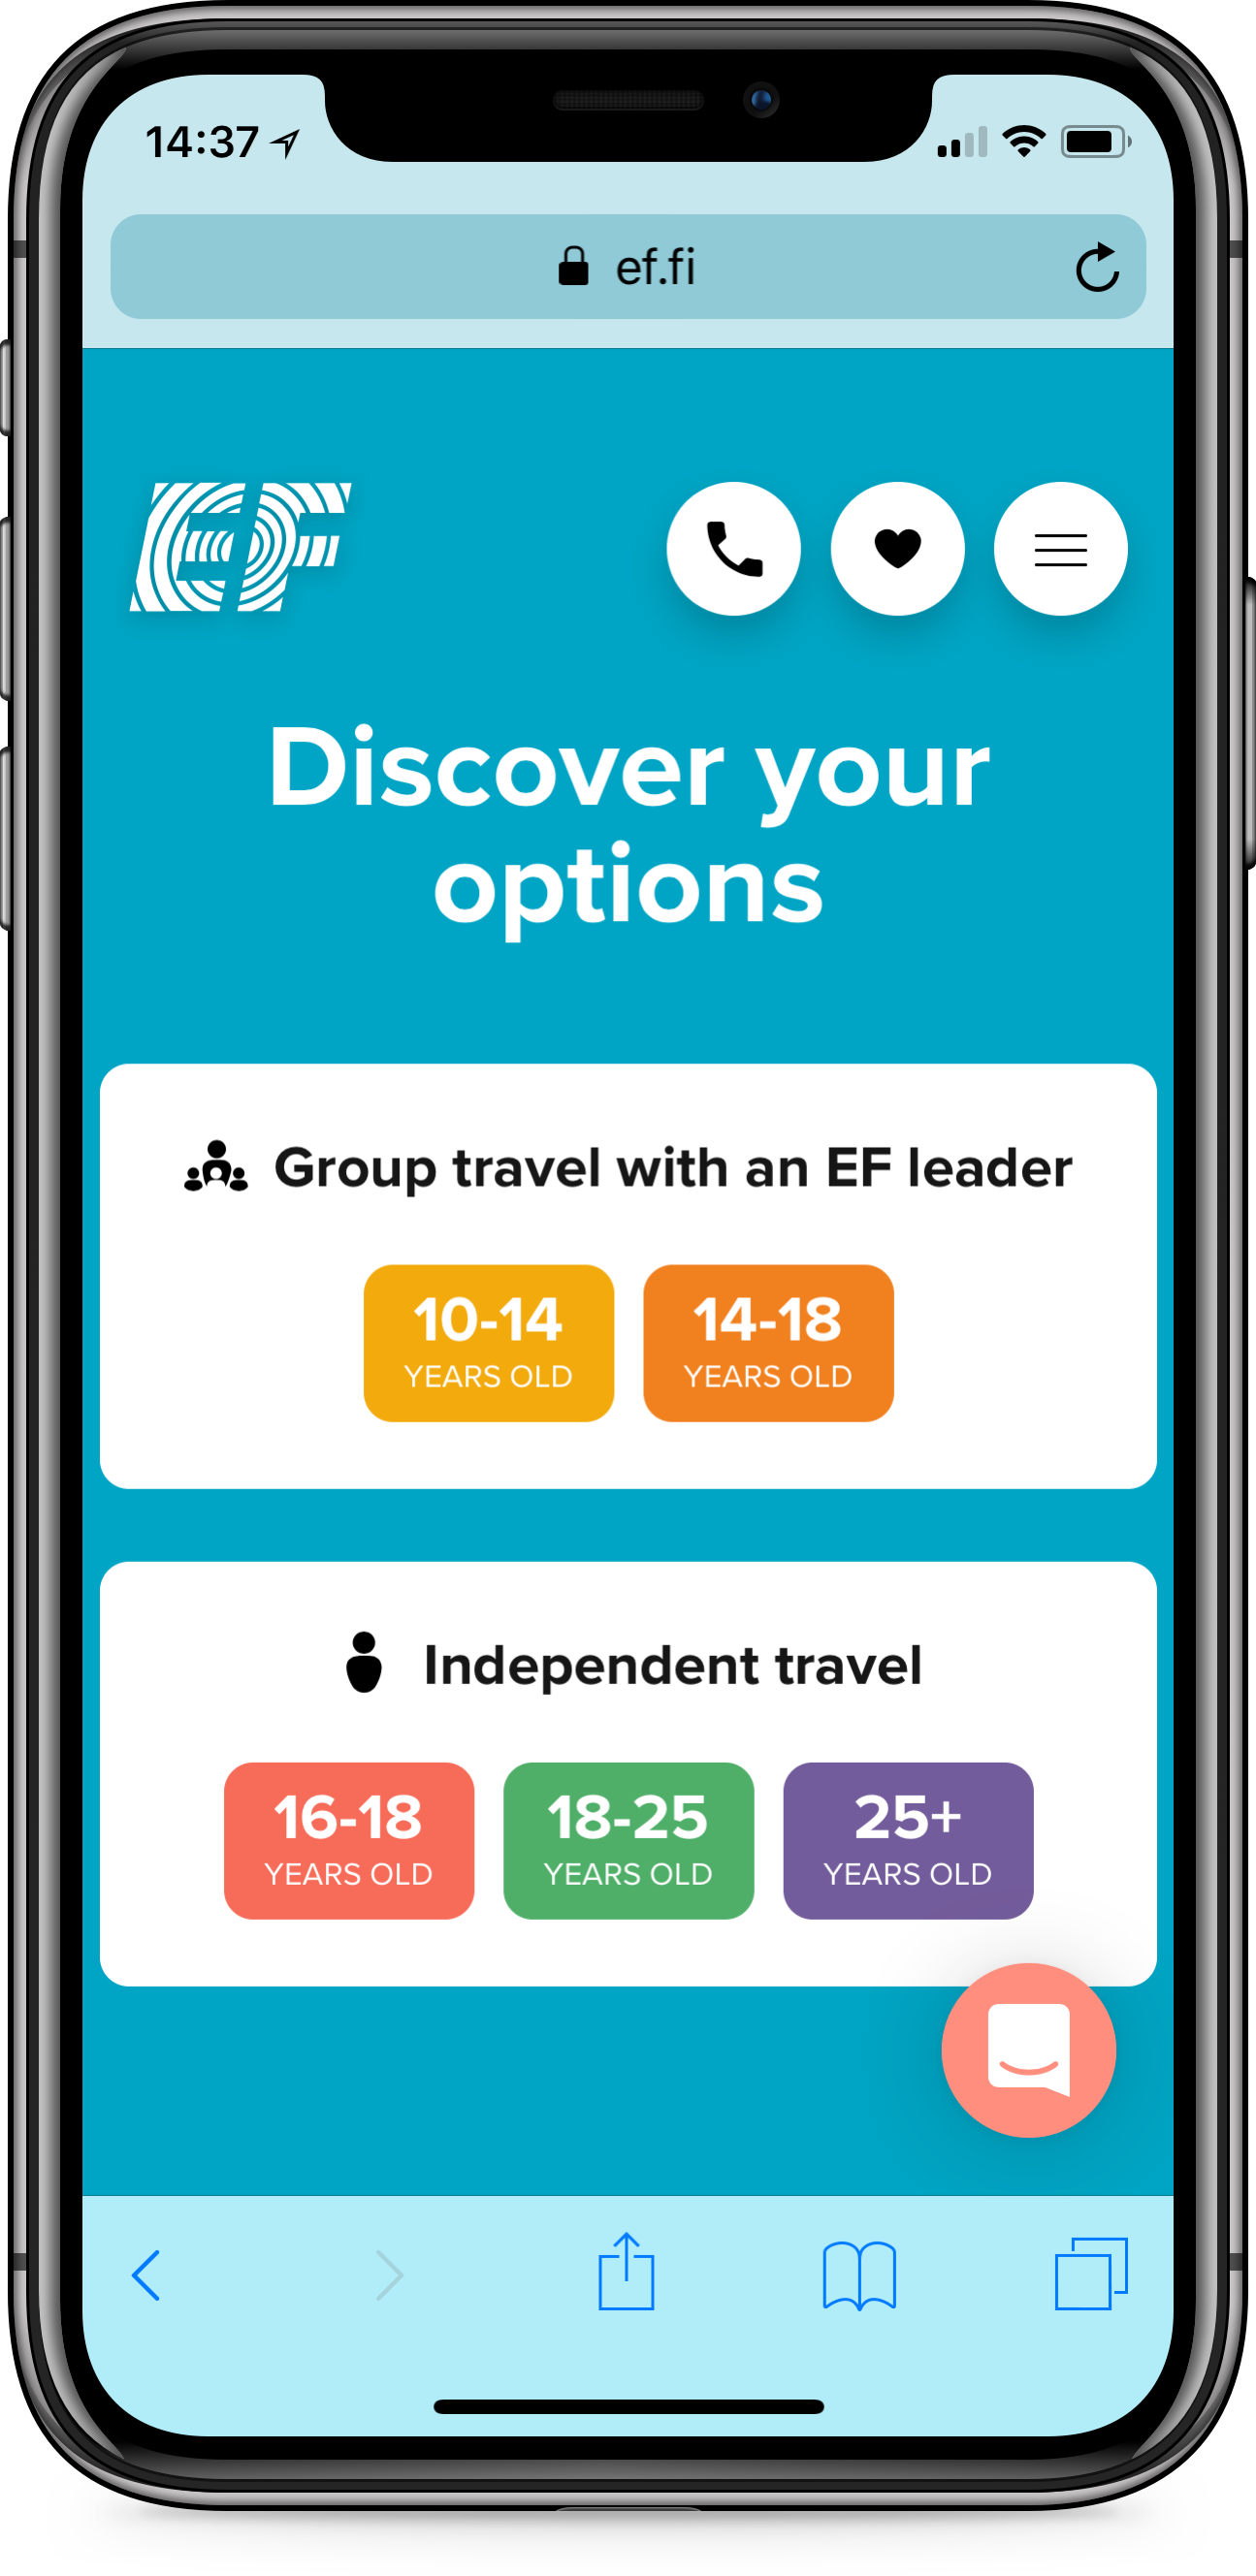 14:37
ef.fi
EF
Discover your
options
Group travel with an EF leader
10-14 14-18
YEARS OLD YEARS OLD
Independent travel
16-18 18-25 25+
YEARS OLD YEARS OLD YEARS OLD